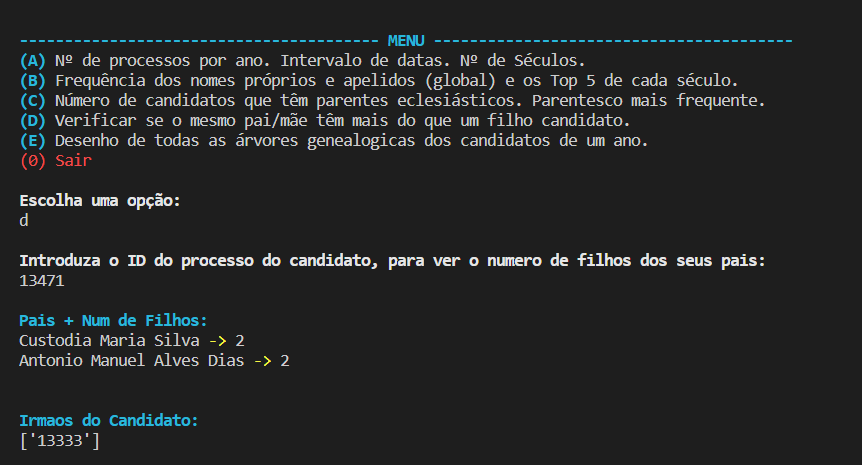 ---------------------------------------- MENU ----------------------------------------
(A) Nº de processos por ano. Intervalo de datas. Nº de Séculos.
(B) Frequência dos nomes próprios e apelidos (global) e os Top 5 de cada século.
(C) Número de candidatos que têm parentes eclesiásticos. Parentesco mais frequente.
(D) Verificar se o mesmo pai/mãe têm mais do que um filho candidato.
(E) Desenho de todas as árvores genealogicas dos candidatos de um ano.
(0) Sair
Escolha uma opção:
d
Introduza o ID do processo do candidato, para ver o numero de filhos dos seus pais:
13471
Pais + Num de Filhos:
Custodia Maria Silva -> 2
Antonio Manuel Alves Dias -> 2
Irmaos do Candidato:
['13333']